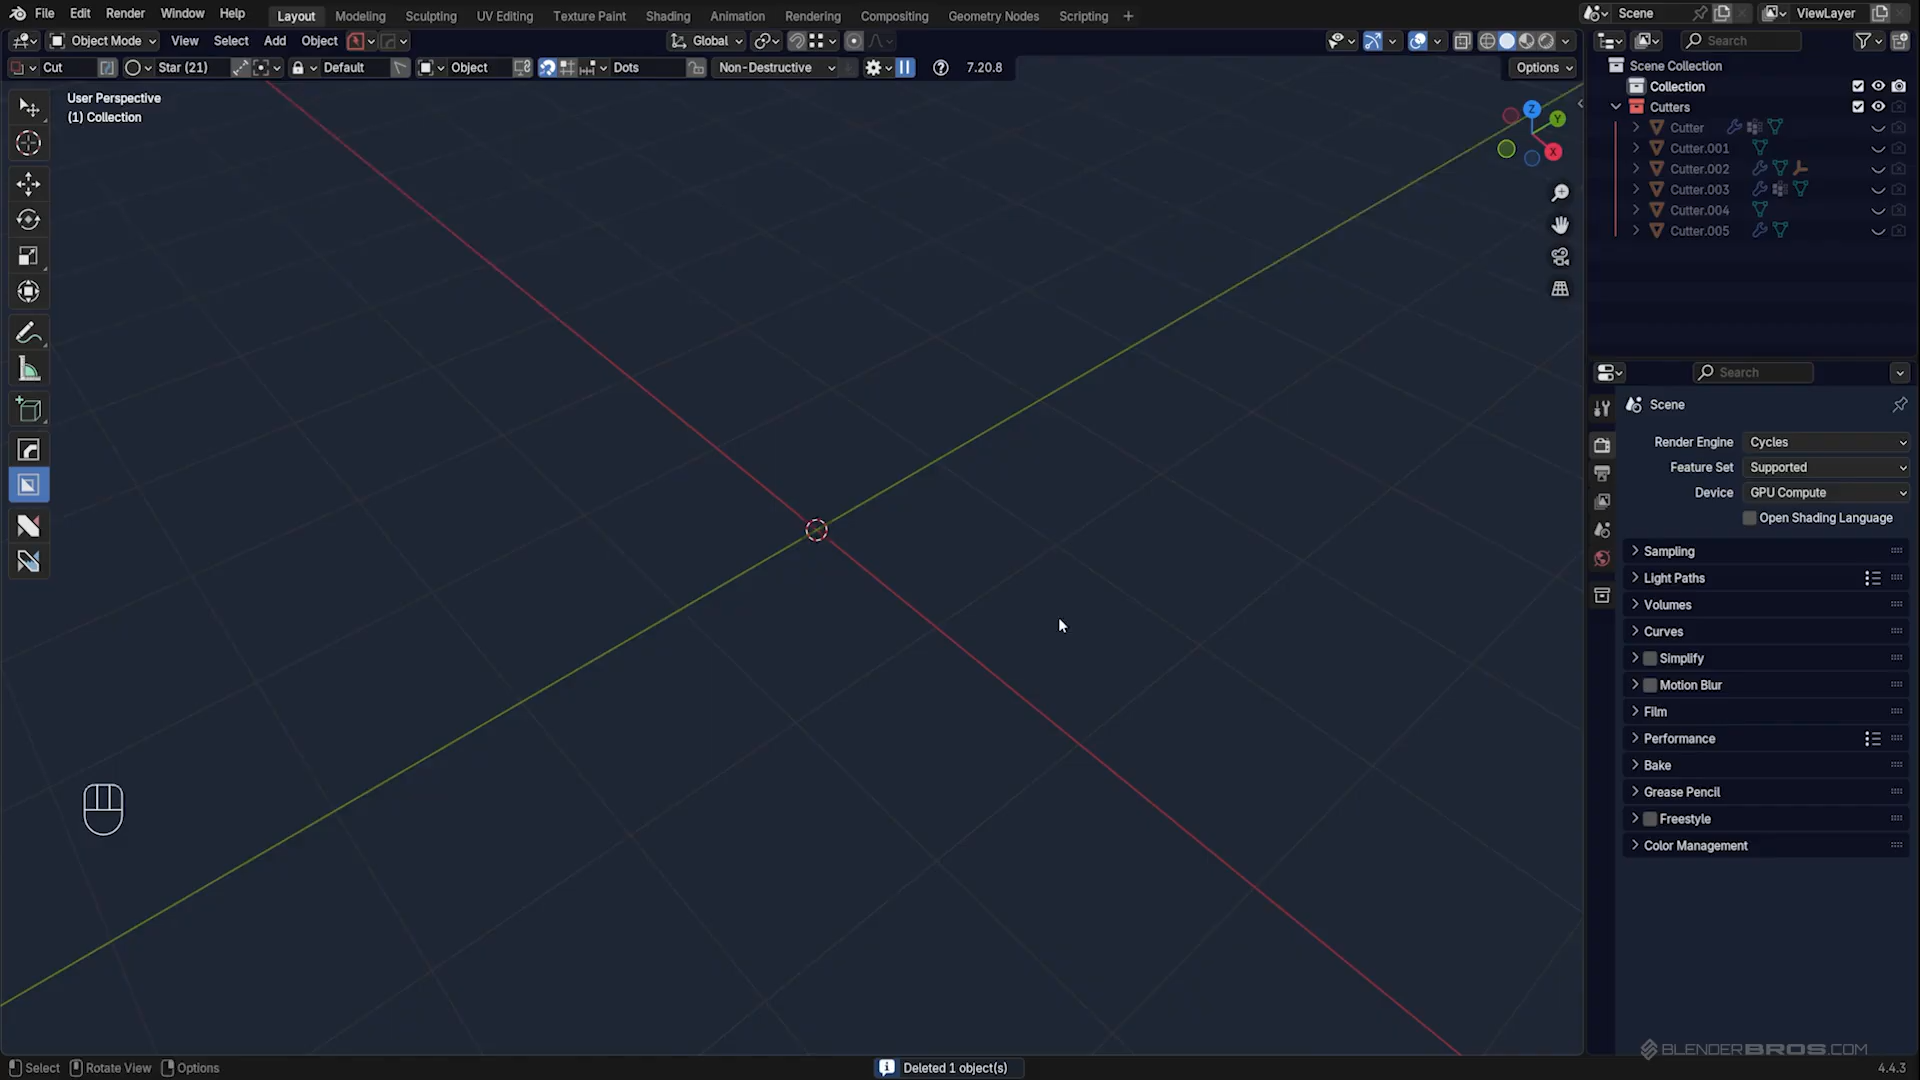 File Edit Render Window Help Layout Modeling Sculpting UV Editing Texture Paint Shading Animation Rendering Compositing Geometry Nodes Scripting + Scene ViewLayer
Object Mode View Select Add Object Global Search
Cut Star (21) Default Object Dots Non-Destructive 7.20.8 Options
Scene Collection
Collection
Cutters
Cutter
Cutter.001
Cutter.002
Cutter.003
Cutter.004
Cutter.005
User Perspective
(1) Collection
Z
Y
X
Search
Scene
Render Engine Cycles
Feature Set Supported
Device GPU Compute
Open Shading Language
Sampling
Light Paths
Volumes
Curves
Simplify
Motion Blur
Film
Performance
Bake
Grease Pencil
Freestyle
Color Management
BLENDERBROS.COM
Select Rotate View Options Deleted 1 object(s) 4.4.3